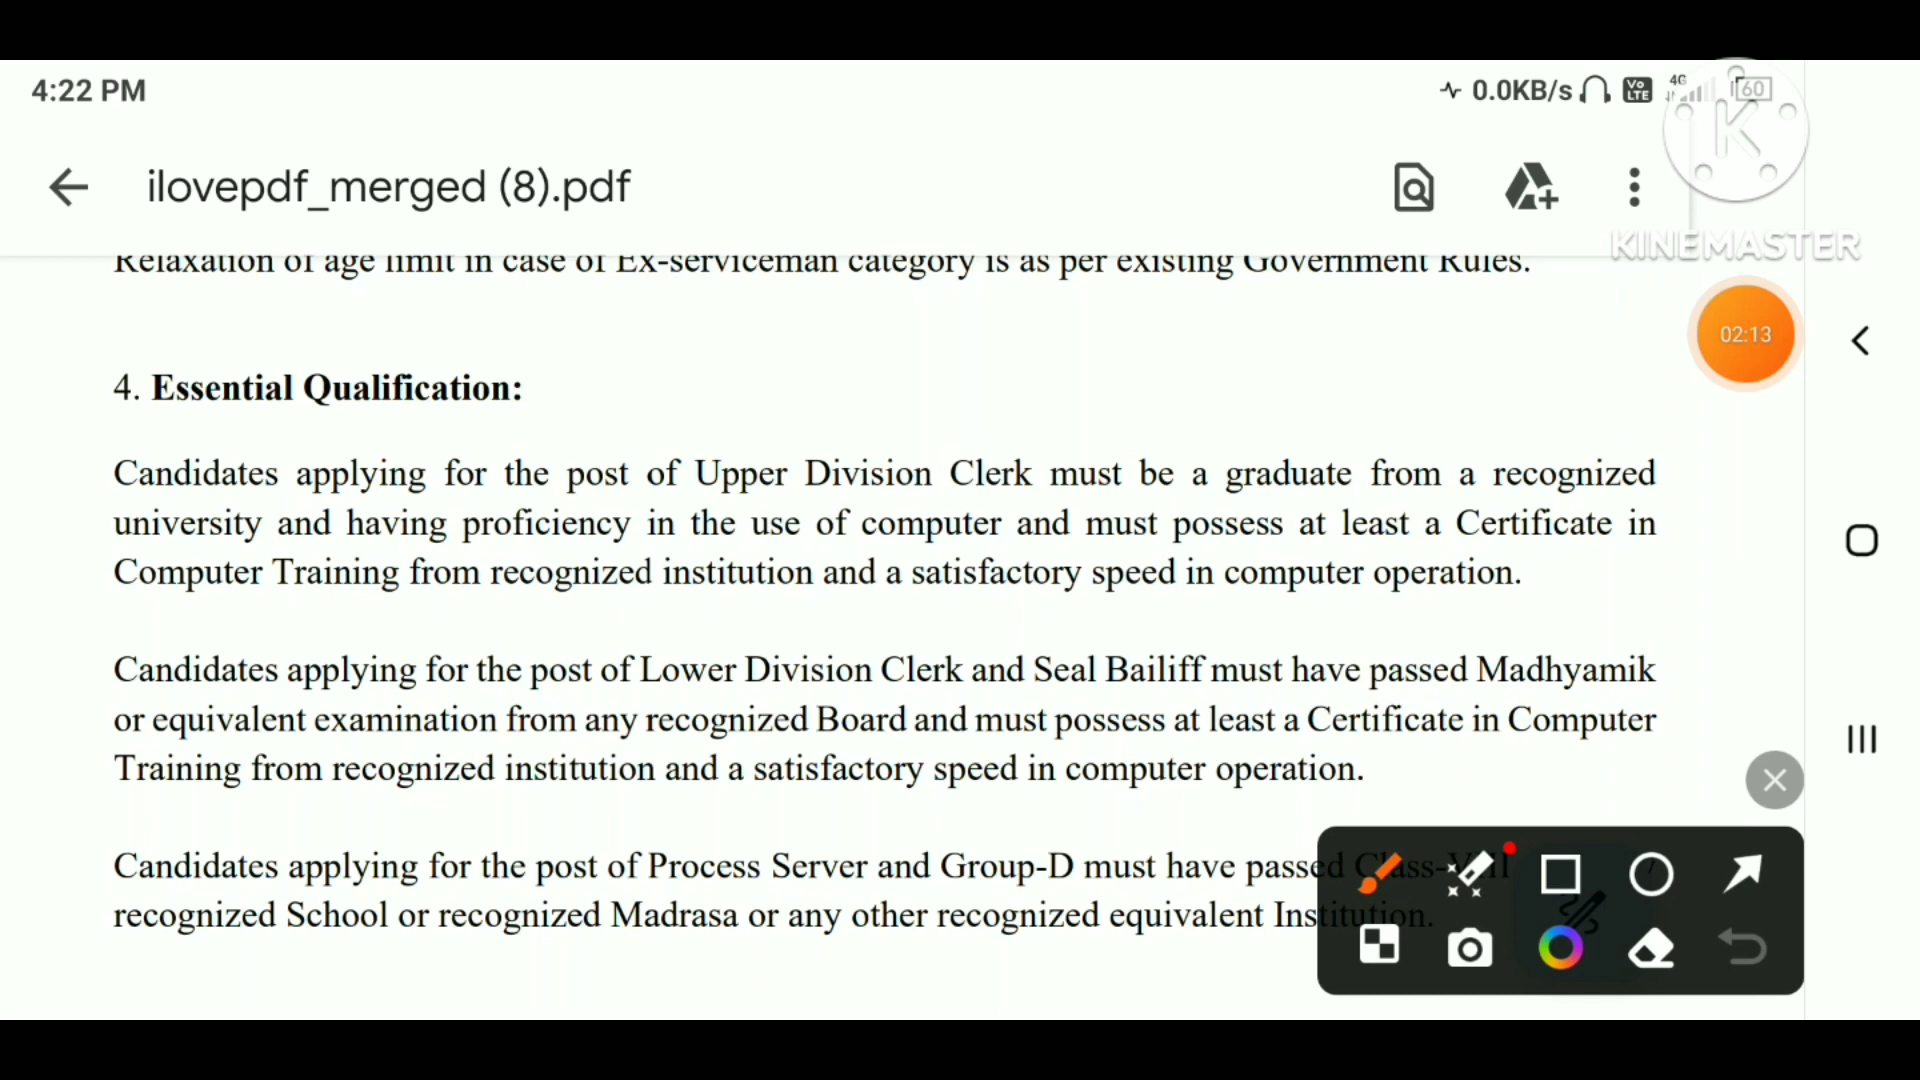 4:22 PM
0.0KB/s
Vo LTE
4G
60
K
ilovepdf_merged (8).pdf
KINEMASTER
Relaxation of age limit in case of Ex-serviceman category is as per existing Government Rules.
02:13
4. Essential Qualification:
Candidates applying for the post of Upper Division Clerk must be a graduate from a recognized
university and having proficiency in the use of computer and must possess at least a Certificate in
Computer Training from recognized institution and a satisfactory speed in computer operation.
Candidates applying for the post of Lower Division Clerk and Seal Bailiff must have passed Madhyamik
or equivalent examination from any recognized Board and must possess at least a Certificate in Computer
Training from recognized institution and a satisfactory speed in computer operation.
Candidates applying for the post of Process Server and Group-D must have passed Class-VIII
recognized School or recognized Madrasa or any other recognized equivalent Institution.